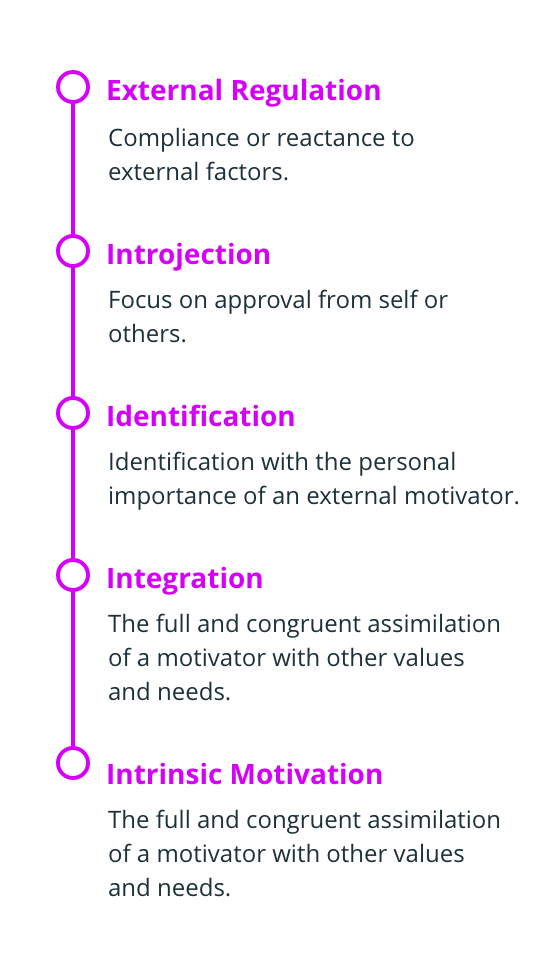 External Regulation
Compliance or reactance to
external factors.
Introjection
Focus on approval from self or
others.
Identification
Identification with the personal
importance of an external motivator.
Integration
The full and congruent assimilation
of a motivator with other values
and needs.
Intrinsic Motivation
The full and congruent assimilation
of a motivator with other values
and needs.